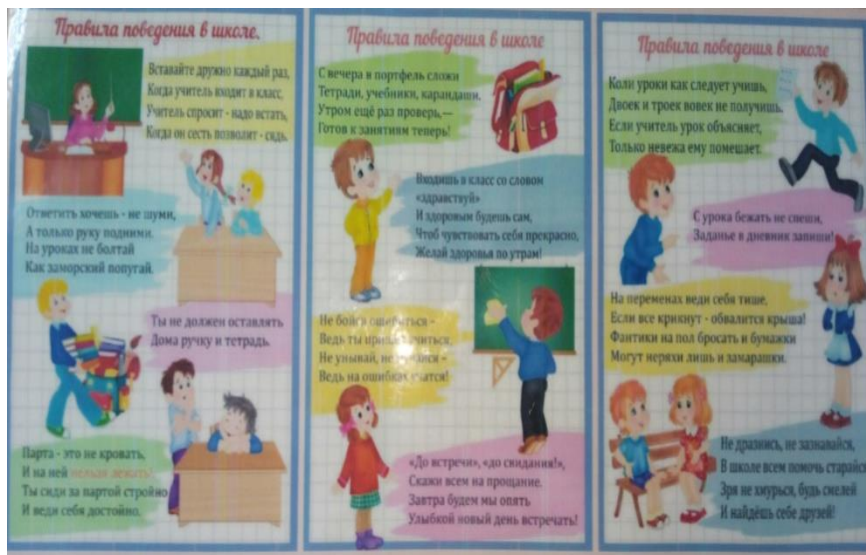 Правила поведения в школе.
Вставайте дружно каждый раз,
Когда учитель входит в класс.
Учитель спросит - надо встать,
Когда он сесть позволит - сядь.
Ответить хочешь - не шуми,
А только руку подними.
На уроках не болтай
Как заморский попугай.
Ты не должен оставлять
Дома ручку и тетрадь.
Парта - это не кровать,
И на ней нельзя лежать!
Ты сиди за партой стройно
И веди себя достойно.
Правила поведения в школе
С вечера в портфель сложи
Тетради, учебники, карандаши.
Утром ещё раз проверь,—
Готов к занятиям теперь!
Входишь в класс со словом
«здравствуй»
И здоровым будешь сам,
Чтоб чувствовать себя прекрасно,
Желай здоровья по утрам!
Не бойся ошибиться –
Ведь ты пришёл учиться.
Не унывай, не –
Ведь на ошибках учатся!
«До встречи», «до свидания!»,
Скажи всем на прощание.
Завтра будем мы опять
Улыбкой новый день встречать!
Правила поведения в школе
Коли уроки как следует учишь,
Двоек и троек вовек не получишь.
Если учитель урок объясняет,
Только невежа ему помешает.
С урока бежать не спеши,
Заданье в дневник запиши!
На переменах веди себя тише,
Если все крикнут - обвалится крыша!
Фантики на пол бросать и бумажки
Могут неряхи лишь и замарашки.
Не дразнись, не зазнавайся,
В школе всем помочь старайся
Зря не хмурься, будь смелей
И найдёшь себе друзей!